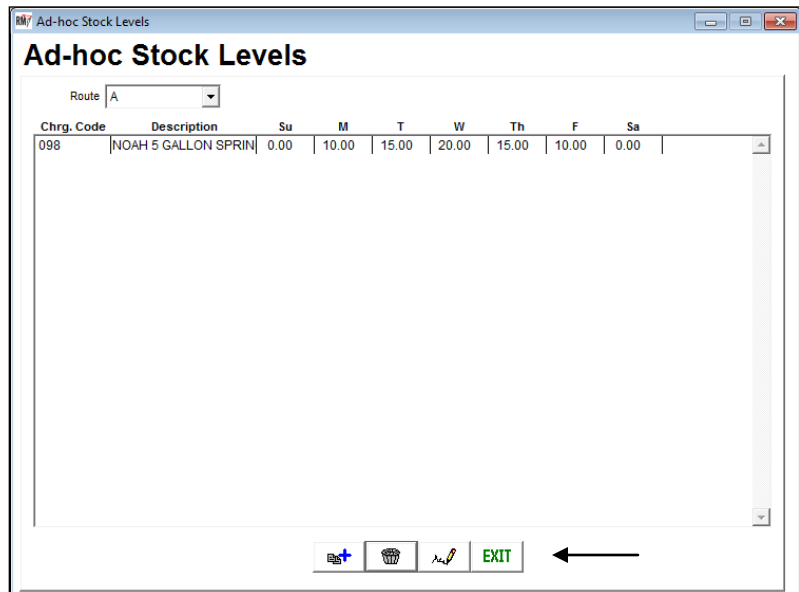 RM7 Ad-hoc Stock Levels
Ad-hoc Stock Levels
Route A
Chrg. Code Description Su M T W Th F Sa
098 NOAH 5 GALLON SPRIN 0.00 10.00 15.00 20.00 15.00 10.00 0.00
EXIT